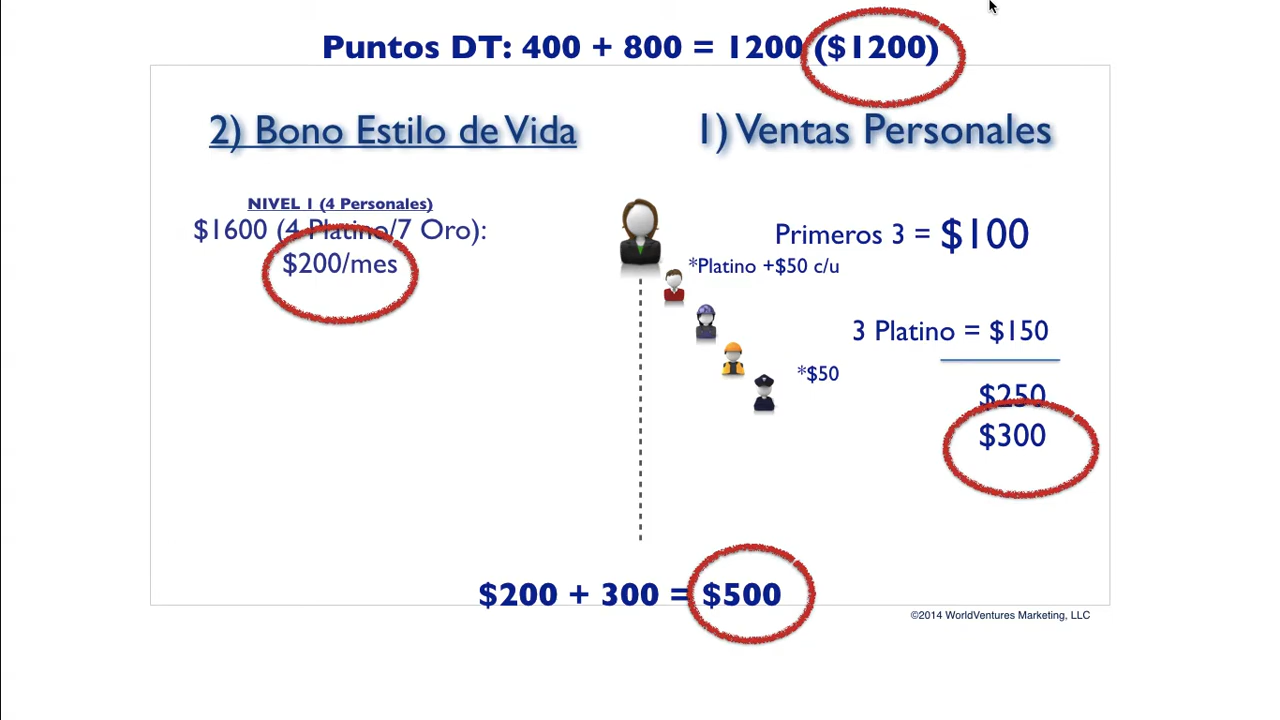 Puntos DT: 400 + 800 = 1200 ($1200)
2) Bono Estilo de Vida
NIVEL 1 (4 Personales)
$1600 (4 Platino/7 Oro):
$200/mes
1) Ventas Personales
Primeros 3 = $100
*Platino +$50 c/u
3 Platino = $150
*$50
$250
$300
$200 + 300 = $500
©2014 WorldVentures Marketing, LLC